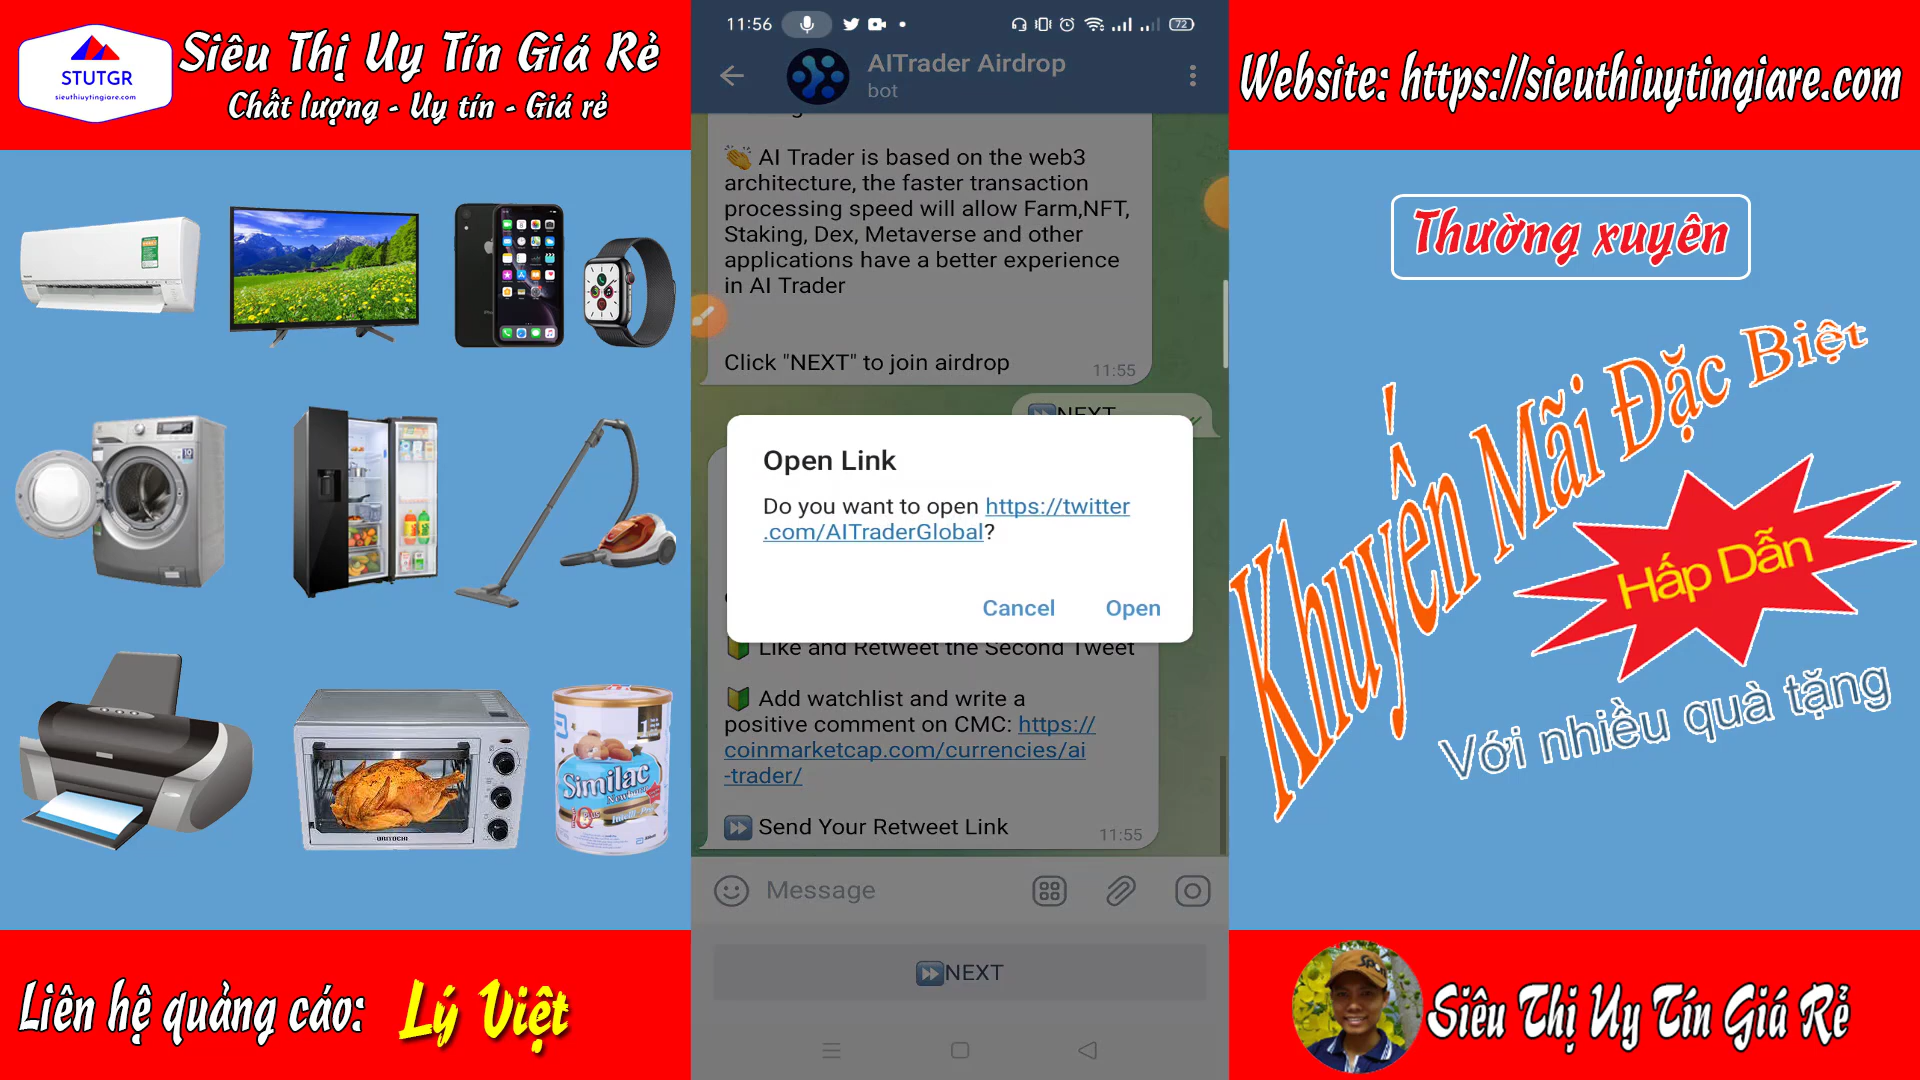 STUTGR
sieuthiuytingiare.com
Siêu Thị Uy Tín Giá Rẻ
Chất lượng - Uy tín - Giá rẻ
11:56
72
AITrader Airdrop
bot
👏 AI Trader is based on the web3
architecture, the faster transaction
processing speed will allow Farm,NFT,
Staking, Dex, Metaverse and other
applications have a better experience
in AI Trader
Click "NEXT" to join airdrop
11:55
⏩NEXT
Open Link
Do you want to open https://twitter
.com/AITraderGlobal?
Cancel
Open
🔰 Like and Retweet the Second Tweet
🔰 Add watchlist and write a
positive comment on CMC: https://
coinmarketcap.com/currencies/ai
-trader/
⏩ Send Your Retweet Link
11:55
Message
⏩NEXT
Website: https://sieuthiuytingiare.com
Thường xuyên
Khuyến Mãi Đặc Biệt
Hấp Dẫn
Với nhiều quà tặng
Similac
Liên hệ quảng cáo:
Lý Việt
Siêu Thị Uy Tín Giá Rẻ